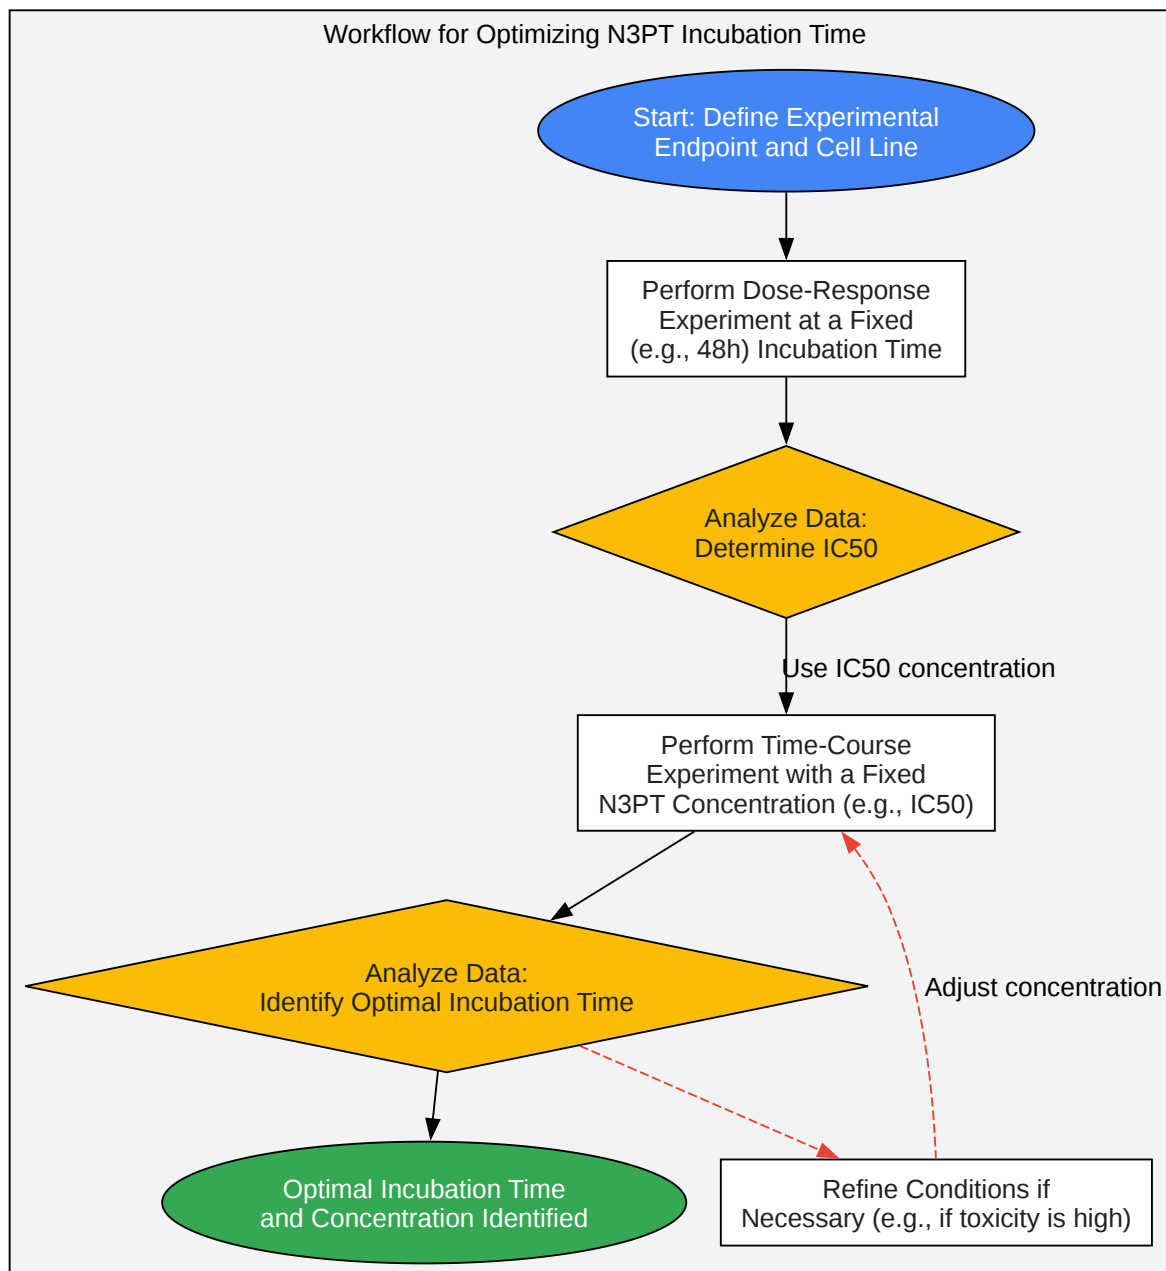 Workflow for Optimizing N3PT Incubation Time
Start: Define Experimental
Endpoint and Cell Line
Perform Dose-Response
Experiment at a Fixed
(e.g., 48h) Incubation Time
Analyze Data:
Determine IC50
Use IC50 concentration
Perform Time-Course
Experiment with a Fixed
N3PT Concentration (e.g., IC50)
Analyze Data:
Identify Optimal Incubation Time
Adjust concentration
Optimal Incubation Time
and Concentration Identified
Refine Conditions if
Necessary (e.g., if toxicity is high)